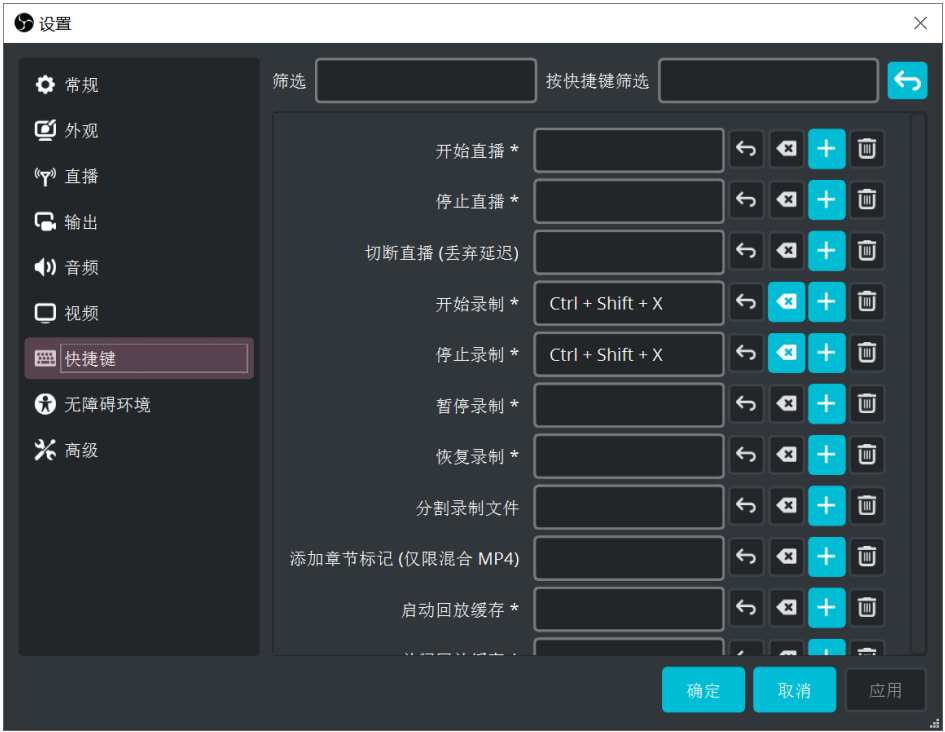 设置
常规
外观
直播
输出
音频
视频
快捷键
无障碍环境
高级
筛选
按快捷键筛选
开始直播 *
停止直播 *
切断直播 (丢弃延迟)
开始录制 * Ctrl + Shift + X
停止录制 * Ctrl + Shift + X
暂停录制 *
恢复录制 *
分割录制文件
添加章节标记 (仅限混合 MP4)
启动回放缓存 *
确定
取消
应用